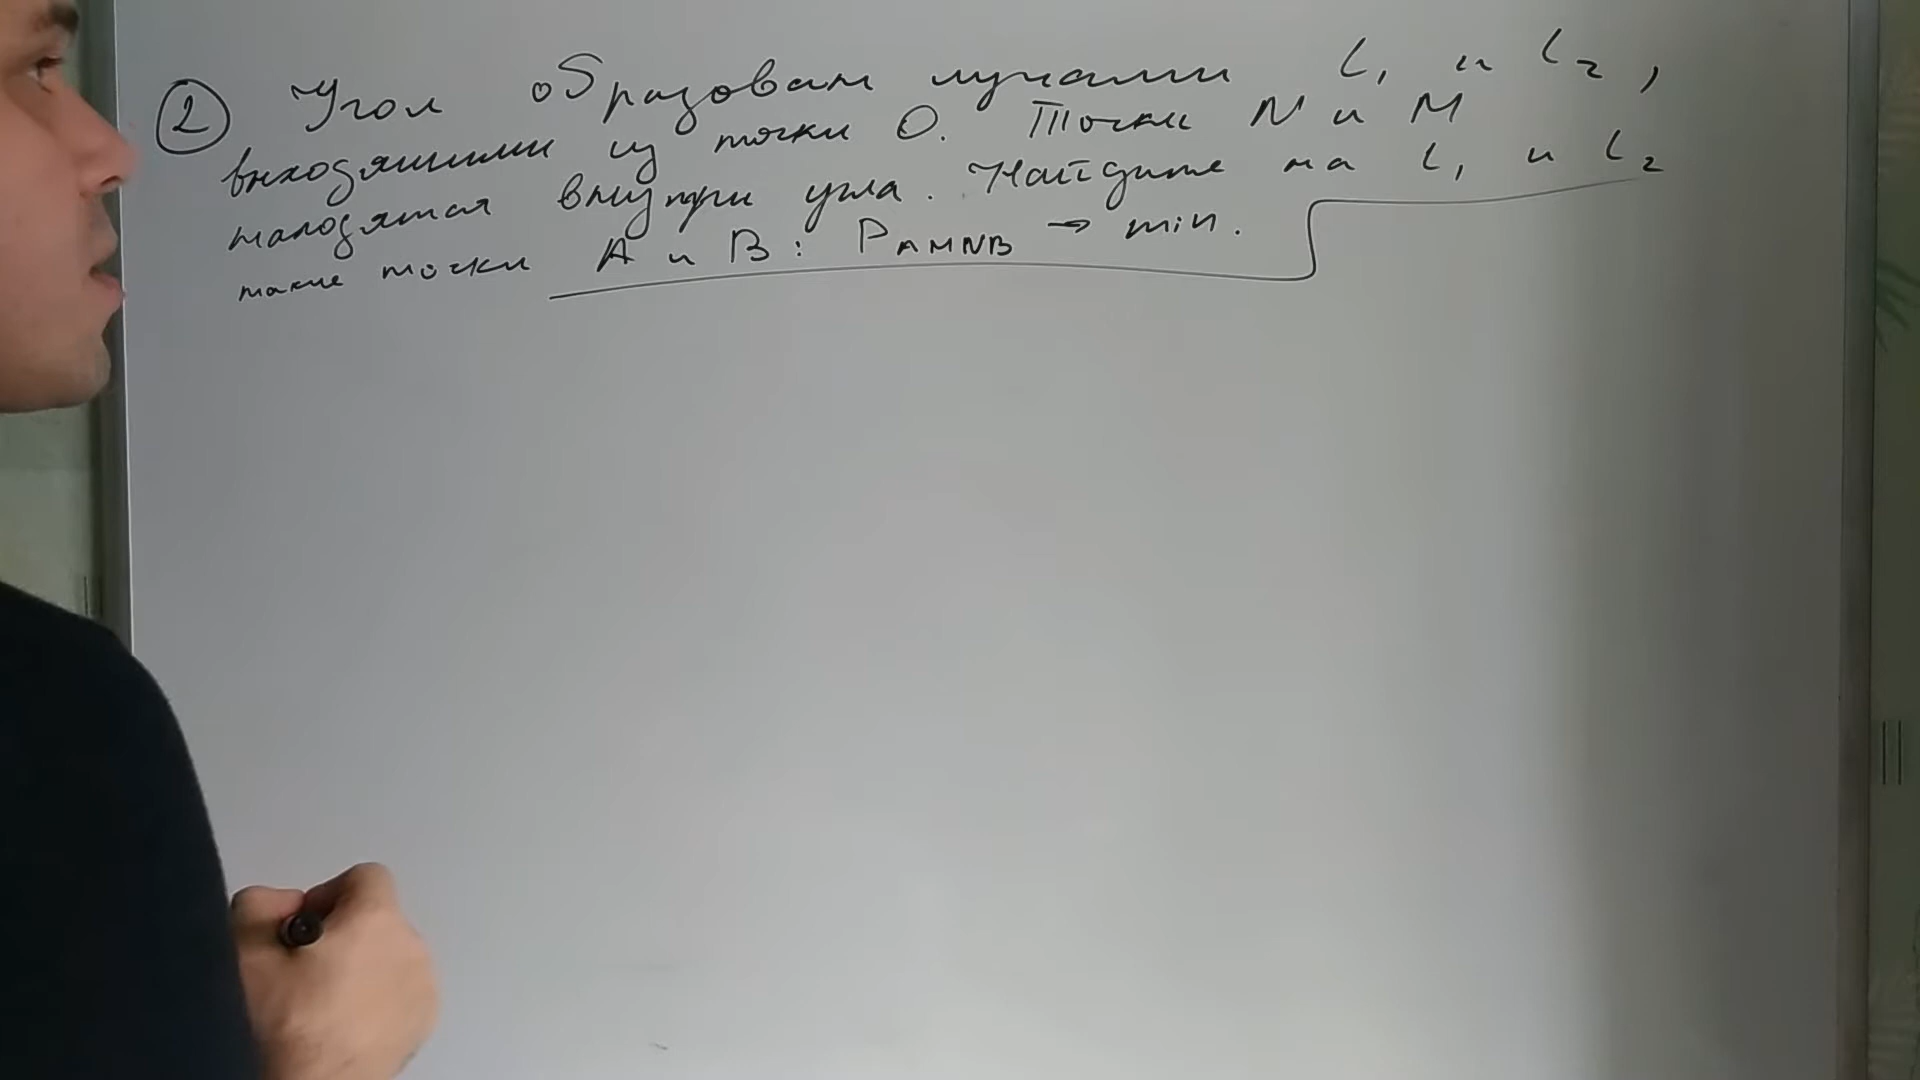 ② Угол образован лучами l₁ и l₂,
выходящими из точки O. Точки N и M
находятся внутри угла. Найдите на l₁ и l₂
такие точки A и B: P_AMNB → min.